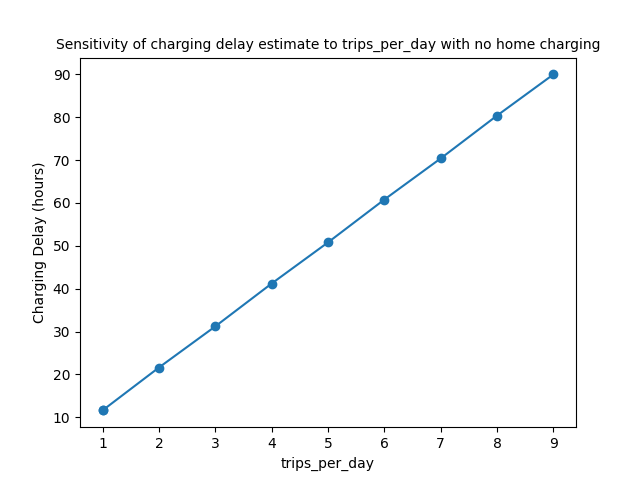 Sensitivity of charging delay estimate to trips_per_day with no home charging
90
80
70
60
50
40
30
20
10
Charging Delay (hours)
1 2 3 4 5 6 7 8 9
trips_per_day